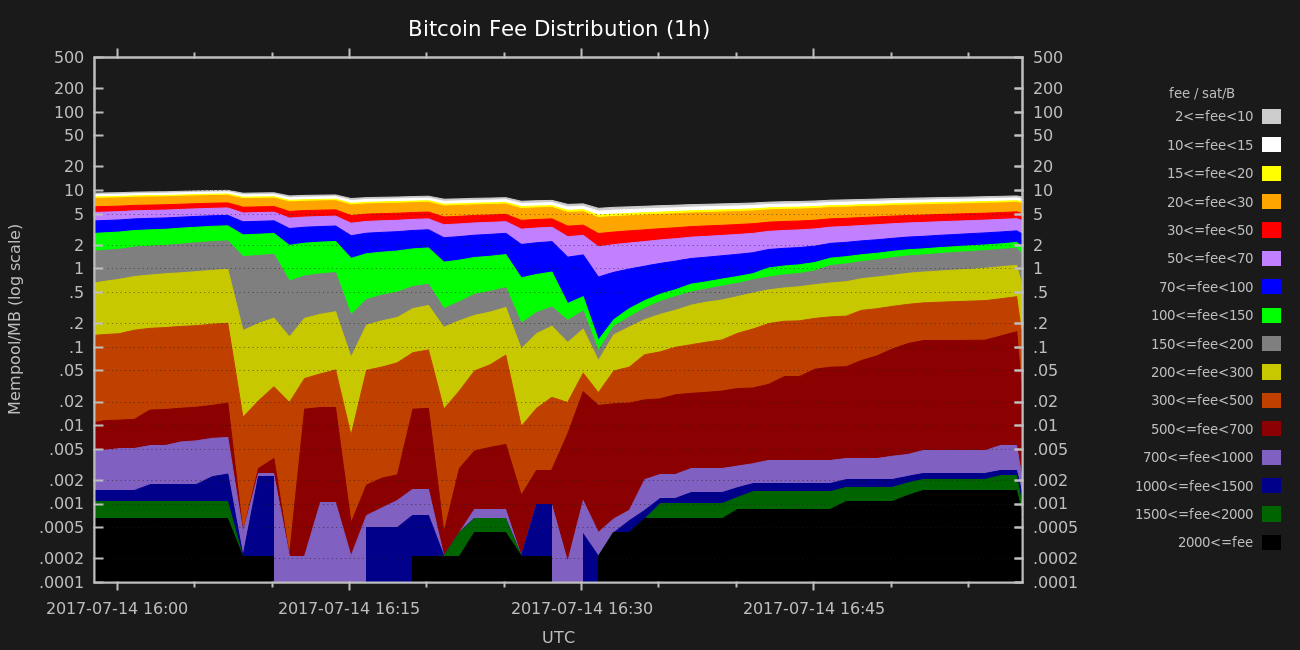 Bitcoin Fee Distribution (1h)
500
200
100
50
20
10
5
2
1
.5
.2
.1
.05
.02
.01
.005
.002
.001
.0005
.0002
.0001
Mempool/MB (log scale)
500
200
100
50
20
10
5
2
1
.5
.2
.1
.05
.02
.01
.005
.002
.001
.0005
.0002
.0001
2017-07-14 16:00
2017-07-14 16:15
2017-07-14 16:30
2017-07-14 16:45
UTC
fee / sat/B
2<=fee<10
10<=fee<15
15<=fee<20
20<=fee<30
30<=fee<50
50<=fee<70
70<=fee<100
100<=fee<150
150<=fee<200
200<=fee<300
300<=fee<500
500<=fee<700
700<=fee<1000
1000<=fee<1500
1500<=fee<2000
2000<=fee